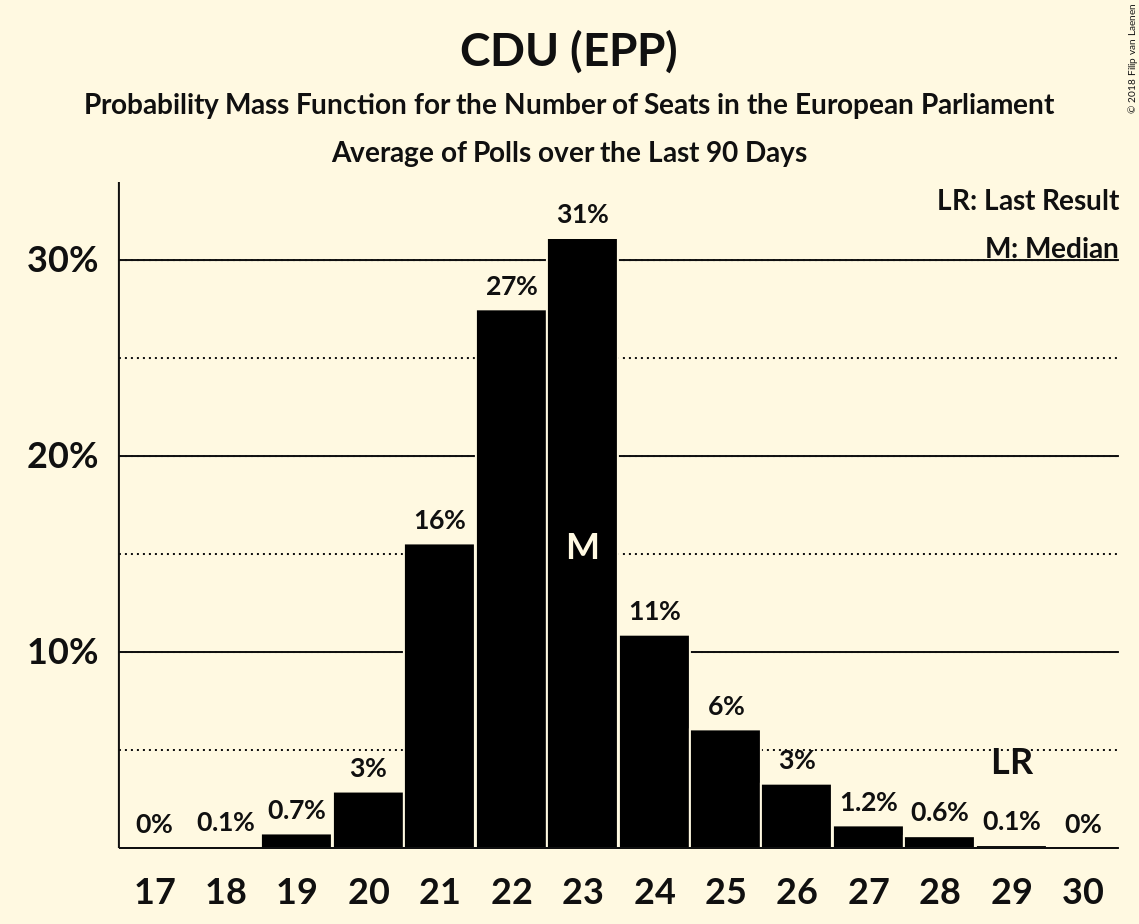 CDU (EPP)
Probability Mass Function for the Number of Seats in the European Parliament
Average of Polls over the Last 90 Days
© 2018 Filip van Laenen
LR: Last Result
M: Median
30%
20%
10%
0% 0.1% 0.7% 3% 16% 27% 31% 11% 6% 3% 1.2% 0.6% 0.1% 0%
M
LR
17 18 19 20 21 22 23 24 25 26 27 28 29 30